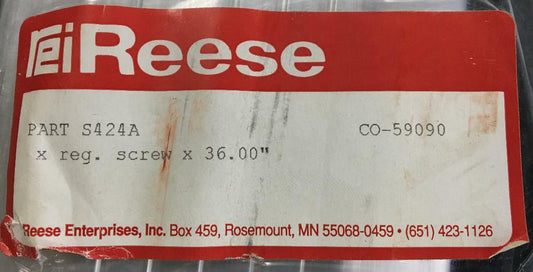 rei Reese
PART S424A CO-59090
x reg. screw x 36.00"
Reese Enterprises, Inc. Box 459, Rosemount, MN 55068-0459 • (651) 423-1126